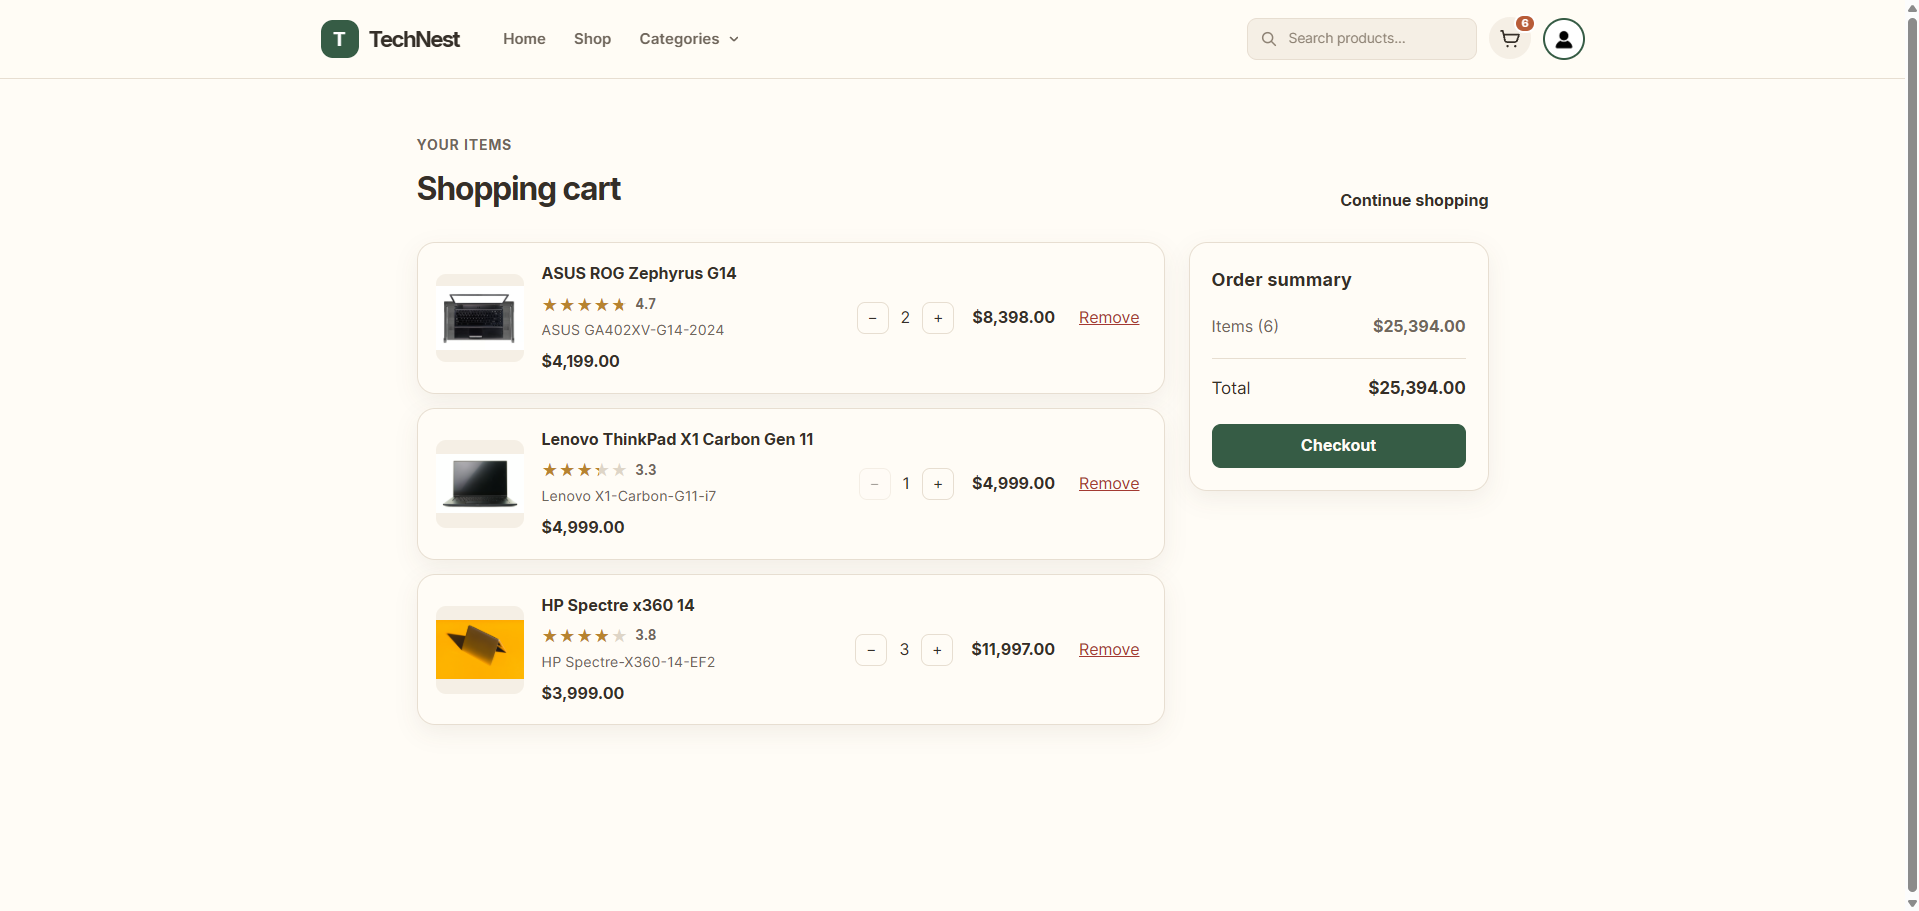 T TechNest Home Shop Categories Search products... 6
YOUR ITEMS
Shopping cart
Continue shopping
ASUS ROG Zephyrus G14
4.7
ASUS GA402XV-G14-2024
$4,199.00
− 2 + $8,398.00 Remove
Lenovo ThinkPad X1 Carbon Gen 11
3.3
Lenovo X1-Carbon-G11-i7
$4,999.00
− 1 + $4,999.00 Remove
HP Spectre x360 14
3.8
HP Spectre-X360-14-EF2
$3,999.00
− 3 + $11,997.00 Remove
Order summary
Items (6) $25,394.00
Total $25,394.00
Checkout